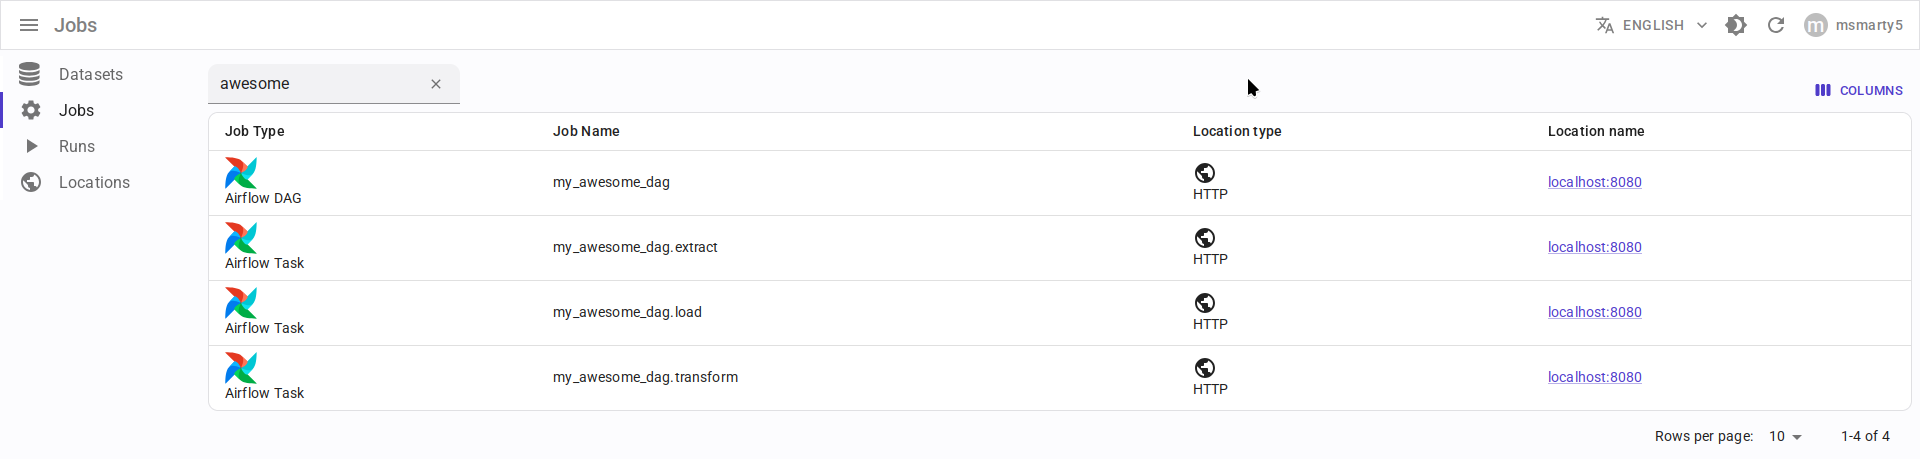 Jobs
ENGLISH
m
msmarty5
Datasets
Jobs
Runs
Locations
awesome
COLUMNS
Job Type Job Name Location type Location name
Airflow DAG my_awesome_dag HTTP localhost:8080
Airflow Task my_awesome_dag.extract HTTP localhost:8080
Airflow Task my_awesome_dag.load HTTP localhost:8080
Airflow Task my_awesome_dag.transform HTTP localhost:8080
Rows per page: 10 1-4 of 4